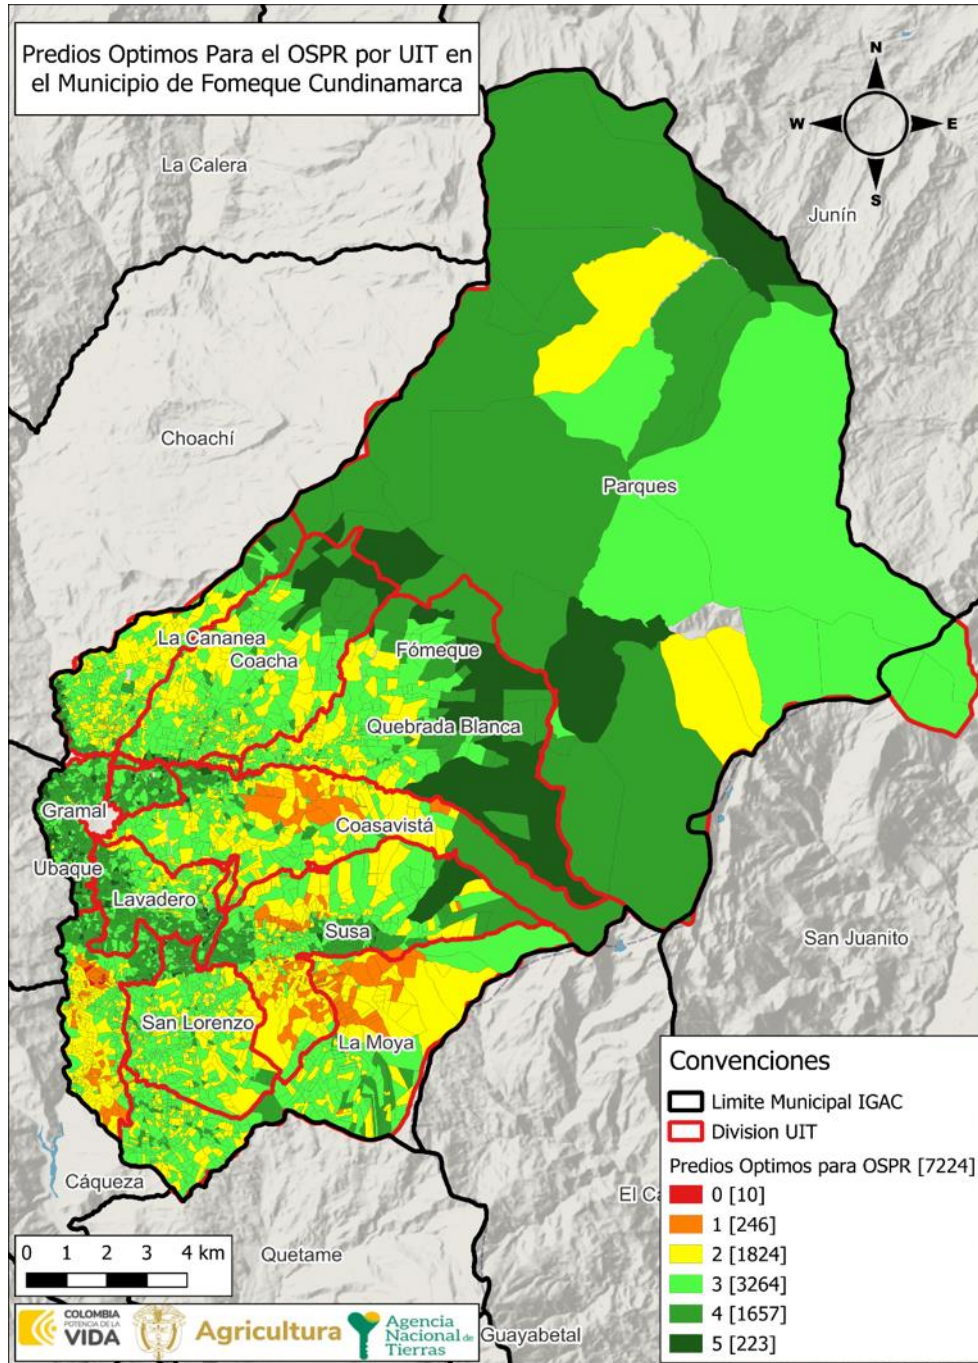 Predios Optimos Para el OSPR por UIT en
el Municipio de Fomeque Cundinamarca
N
W
E
S
La Calera
Junín
Choachí
Parques
La Cananea
Coacha
Fómeque
Quebrada Blanca
Gramal
Coasavistá
Ubaque
Lavadero
Susa
San Juanito
San Lorenzo
La Moya
Cáqueza
Quetame
El Ca
Guayabetal
Convenciones
Limite Municipal IGAC
Division UIT
Predios Optimos para OSPR [7224]
0 [10]
1 [246]
2 [1824]
3 [3264]
4 [1657]
5 [223]
0 1 2 3 4 km
COLOMBIA
POTENCIA DE LA
VIDA
Agricultura
Agencia
Nacional de
Tierras